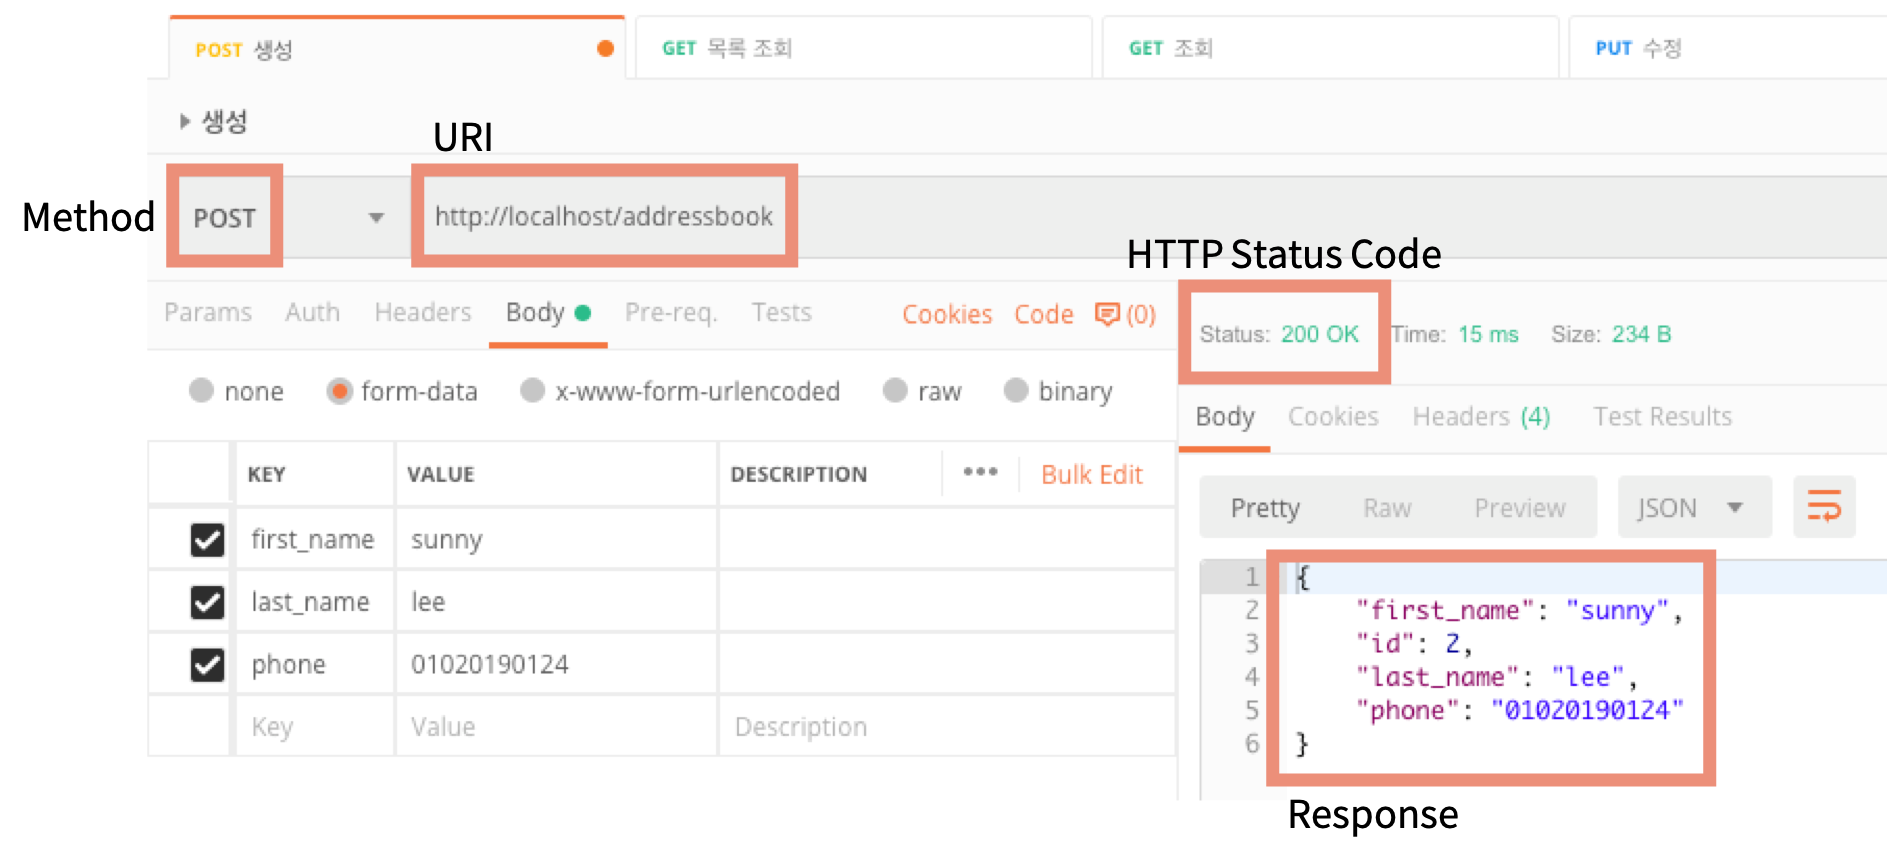 POST 생성
GET 목록 조회
GET 조회
PUT 수정
생성
URI
Method
POST
http://localhost/addressbook
HTTP Status Code
Params Auth Headers Body Pre-req. Tests Cookies Code (0)
Status: 200 OK Time: 15 ms Size: 234 B
none form-data x-www-form-urlencoded raw binary
Body Cookies Headers (4) Test Results
KEY VALUE DESCRIPTION ••• Bulk Edit
Pretty Raw Preview JSON
first_name sunny
last_name lee
phone 01020190124
Key Value Description
1 {
2 "first_name": "sunny",
3 "id": 2,
4 "last_name": "lee",
5 "phone": "01020190124"
6 }
Response